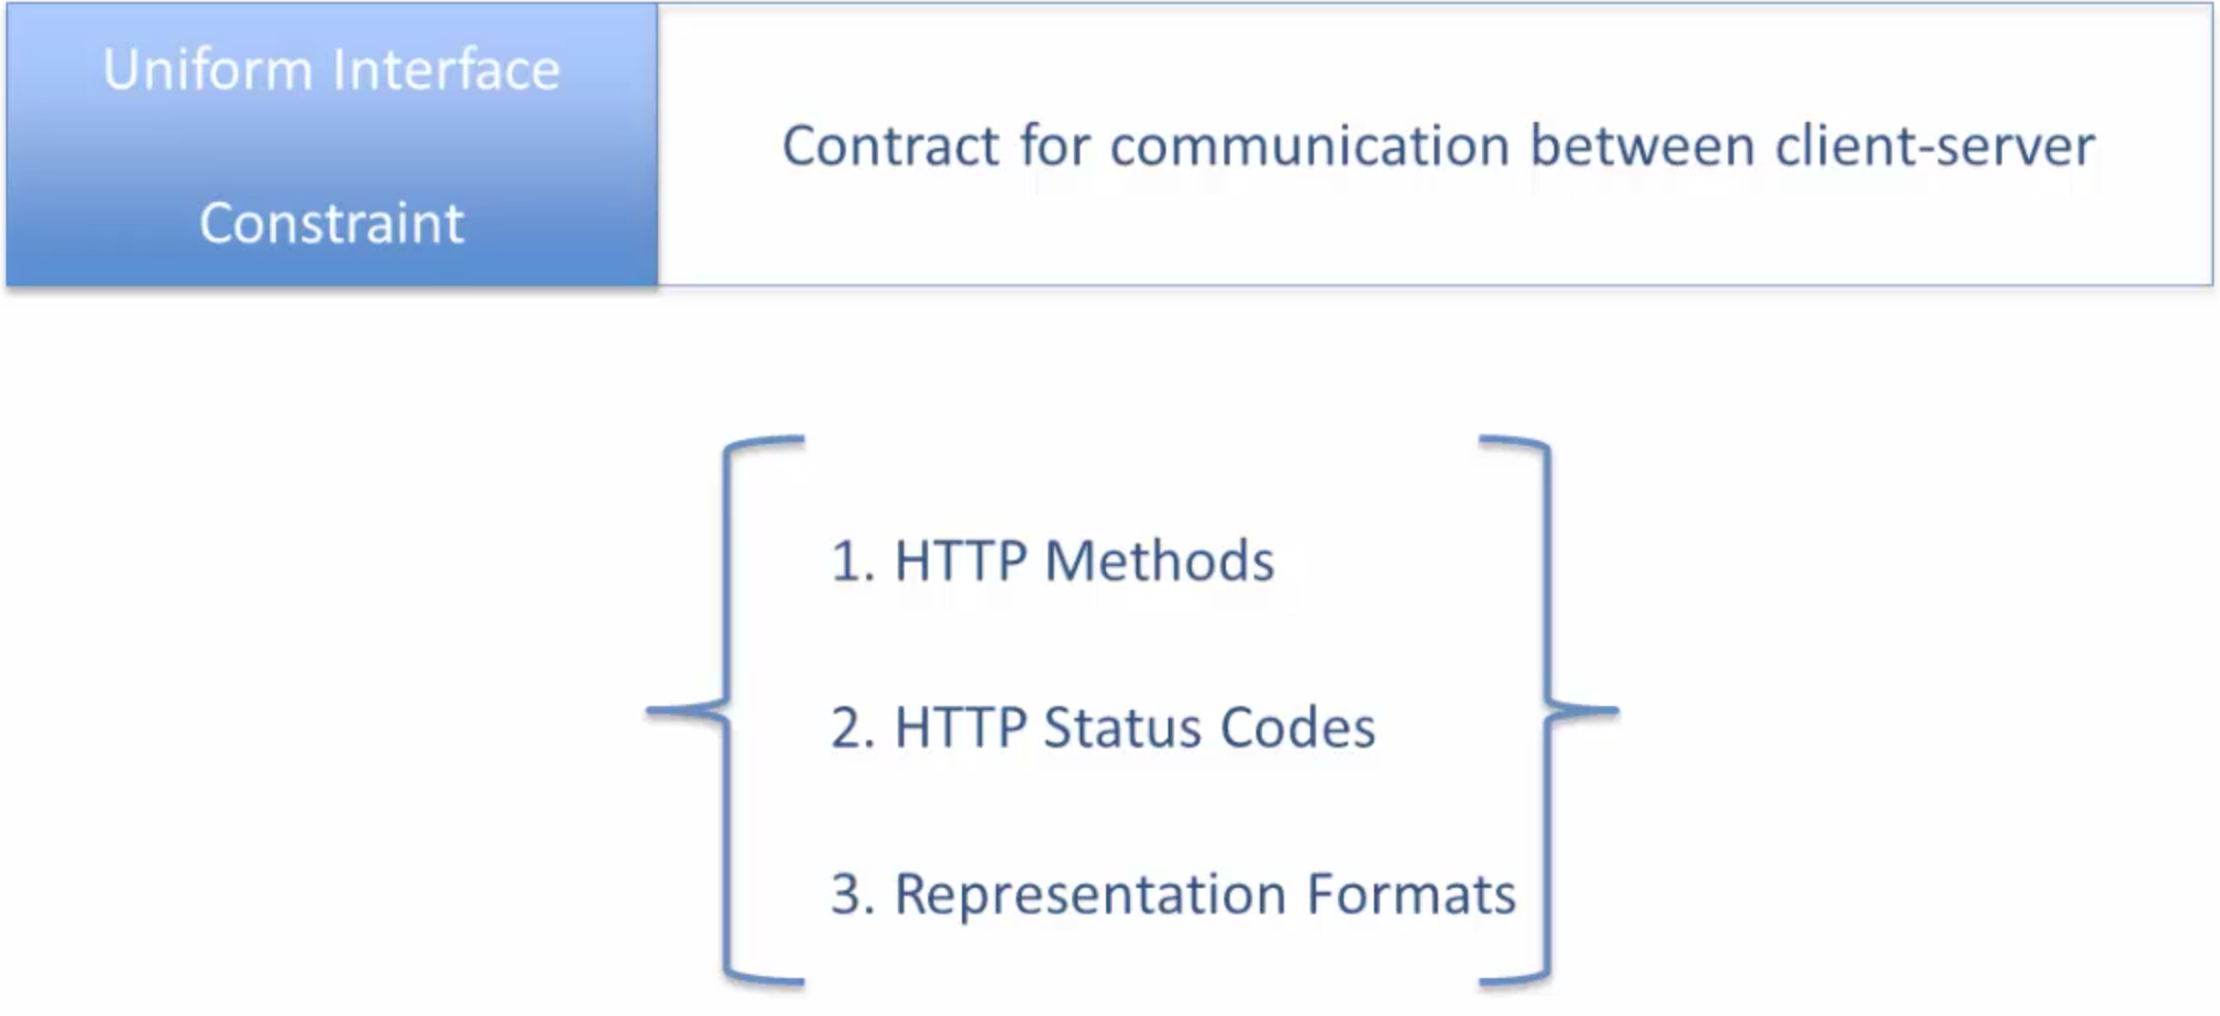 Uniform Interface
Constraint
Contract for communication between client-server
1. HTTP Methods
2. HTTP Status Codes
3. Representation Formats